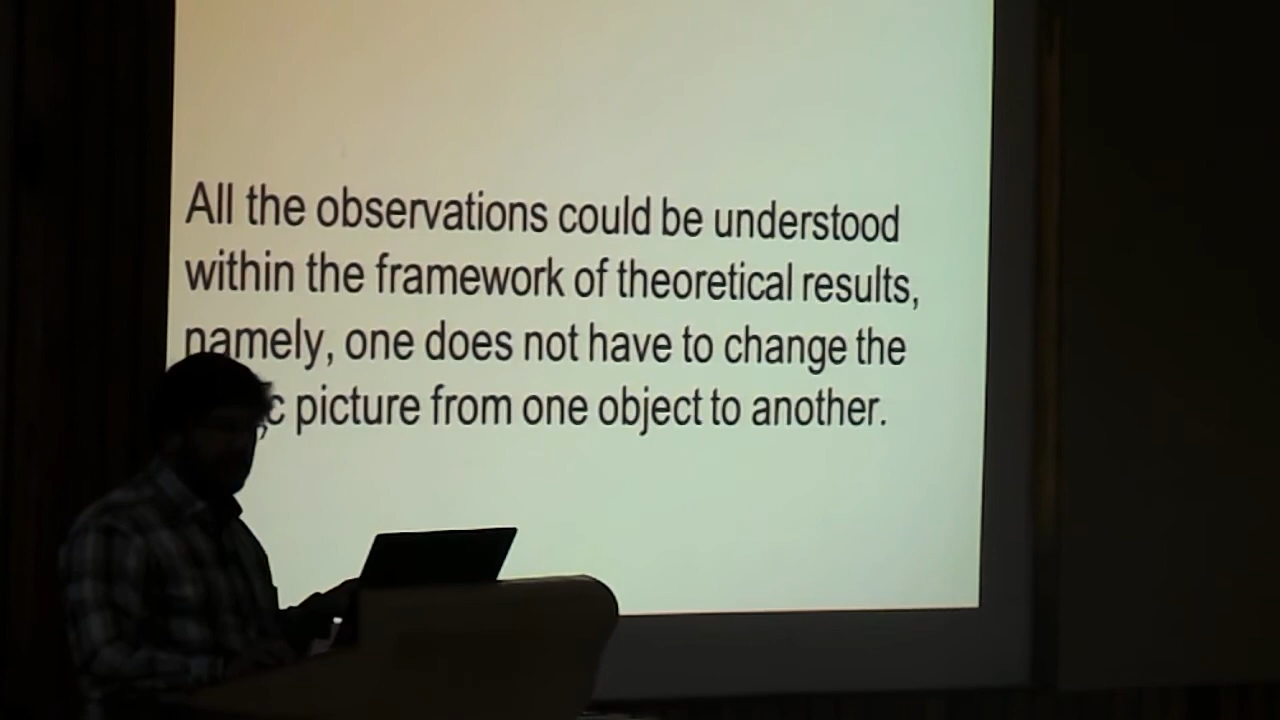 All the observations could be understood
within the framework of theoretical results,
namely, one does not have to change the
picture from one object to another.